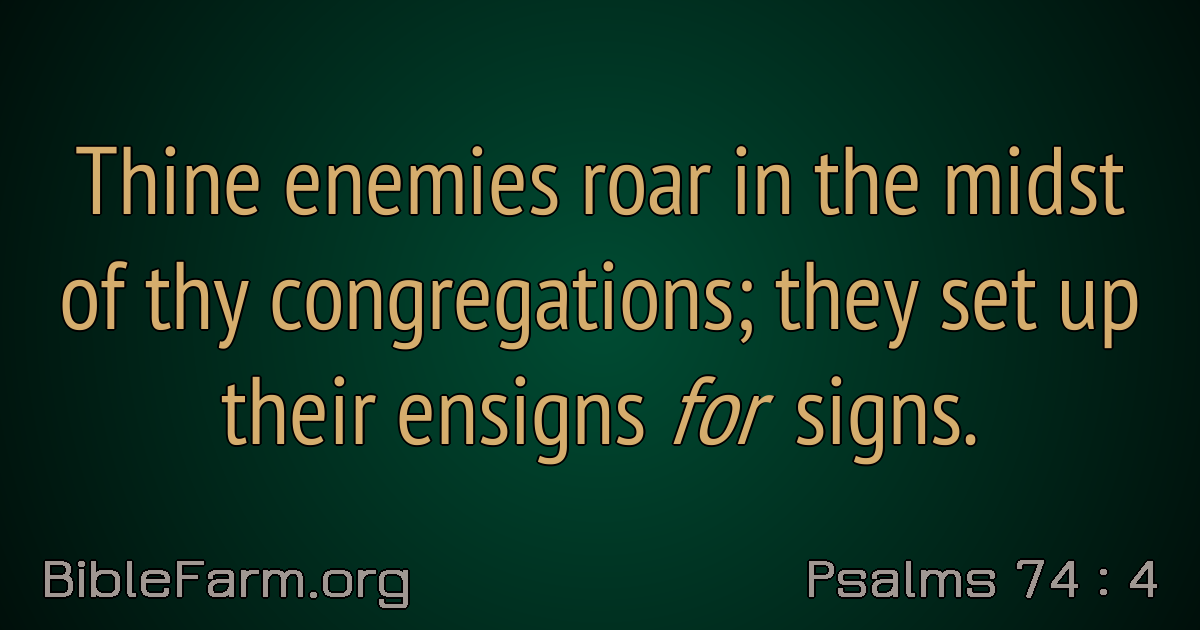 Thine enemies roar in the midst
of thy congregations; they set up
their ensigns for signs.
BibleFarm.org
Psalms 74 : 4